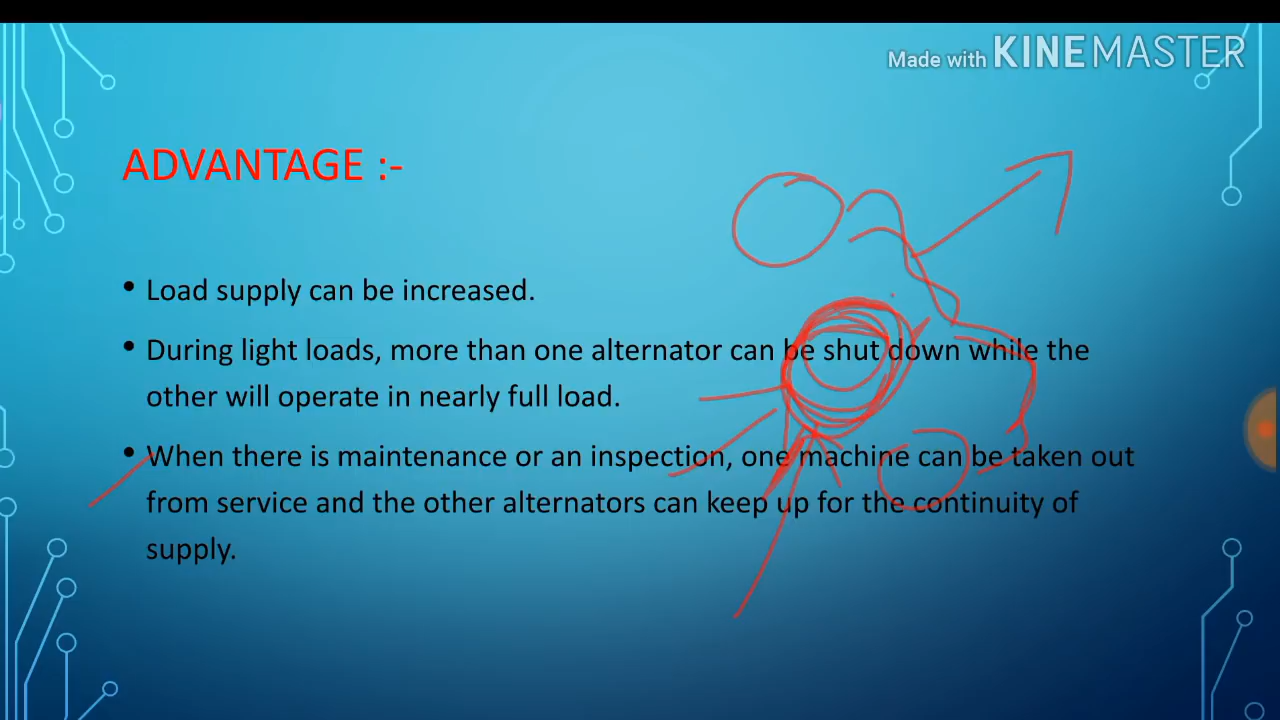 Made with KINEMASTER
ADVANTAGE :-
• Load supply can be increased.
• During light loads, more than one alternator can be shut down while the
other will operate in nearly full load.
• When there is maintenance or an inspection, one machine can be taken out
from service and the other alternators can keep up for the continuity of
supply.